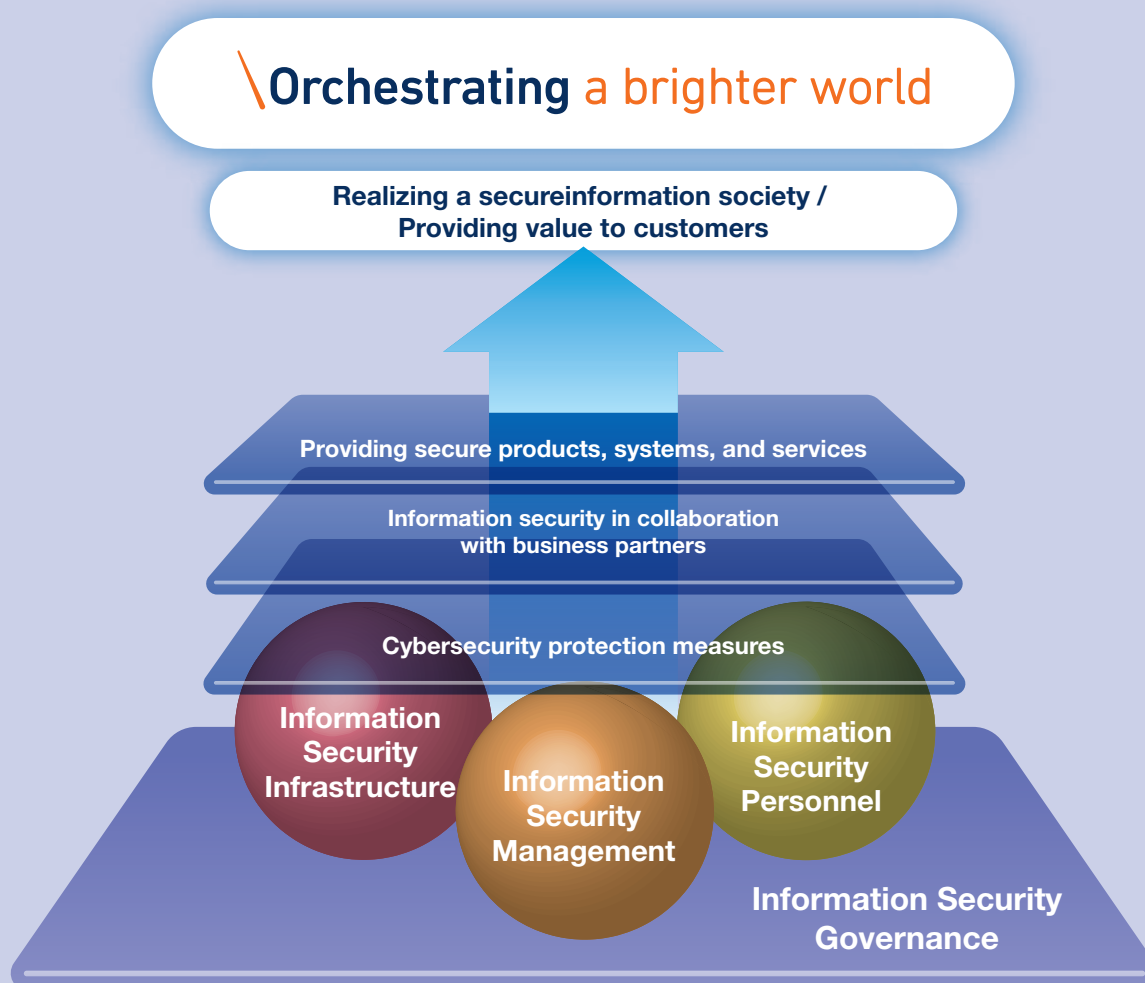 Orchestrating a brighter world
Realizing a secureinformation society /
Providing value to customers
Providing secure products, systems, and services
Information security in collaboration
with business partners
Cybersecurity protection measures
Information
Security
Infrastructure
Information
Security
Management
Information
Security
Personnel
Information Security
Governance